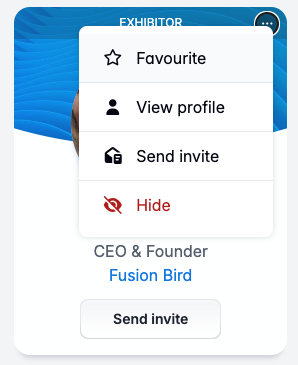 EXHIBITOR
Favourite
View profile
Send invite
Hide
CEO & Founder
Fusion Bird
Send invite